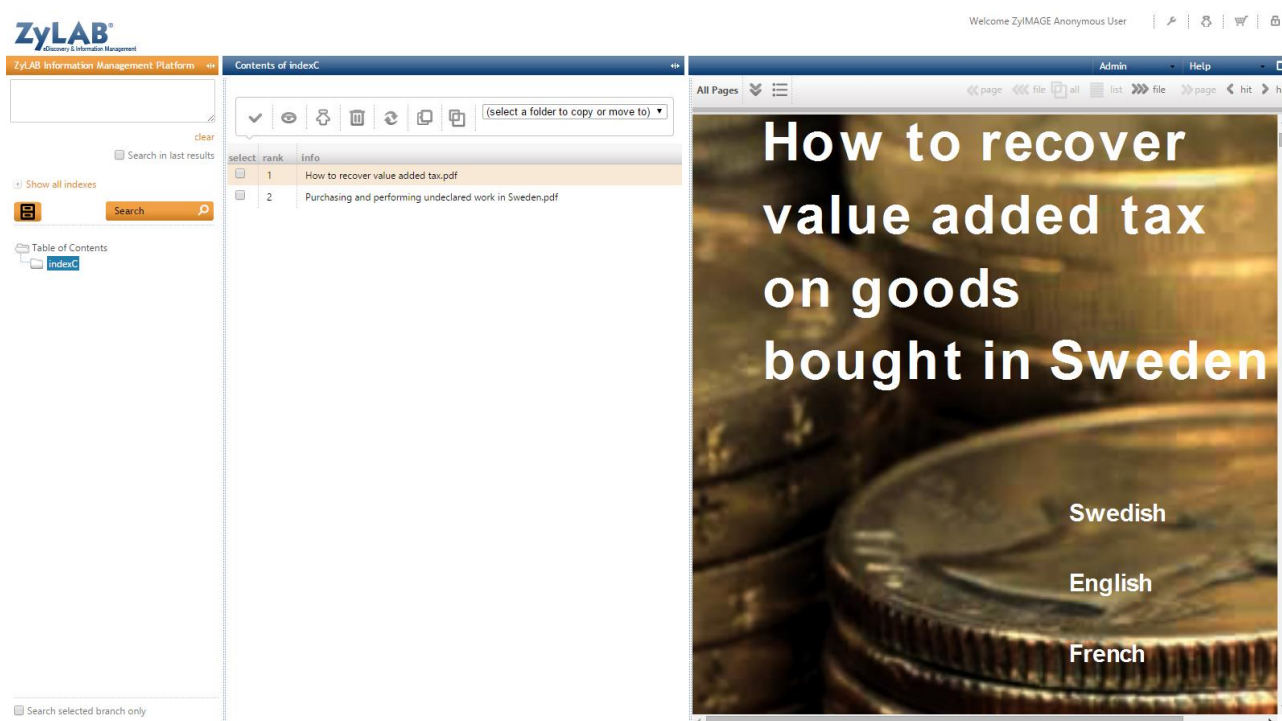 Welcome ZyIMAGE Anonymous User
ZyLAB®
eDiscovery & Information Management
ZyLAB Information Management Platform
clear
Search in last results
Show all indexes
Search
Table of Contents
indexC
Search selected branch only
Contents of indexC
(select a folder to copy or move to)
select rank info
1 How to recover value added tax.pdf
2 Purchasing and performing undeclared work in Sweden.pdf
Admin Help
All Pages page file all list file page hit h
How to recover
value added tax
on goods
bought in Sweden
Swedish
English
French